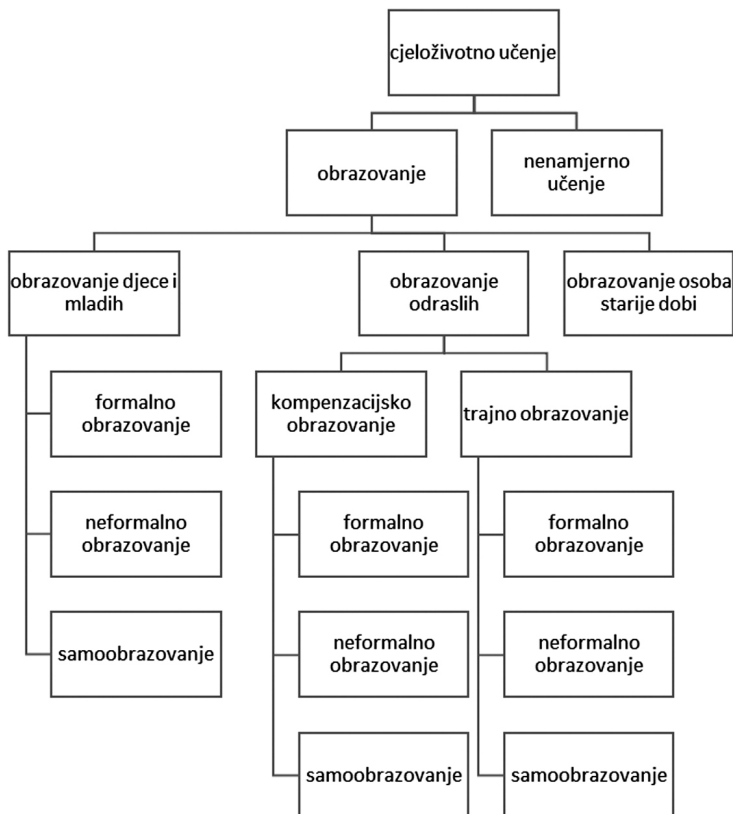 cjeloživotno učenje
obrazovanje
nenamjerno
učenje
obrazovanje djece i
mladih
obrazovanje
odraslih
obrazovanje osoba
starije dobi
formalno
obrazovanje
neformalno
obrazovanje
samoobrazovanje
kompenzacijsko
obrazovanje
formalno
obrazovanje
neformalno
obrazovanje
samoobrazovanje
trajno obrazovanje
formalno
obrazovanje
neformalno
obrazovanje
samoobrazovanje